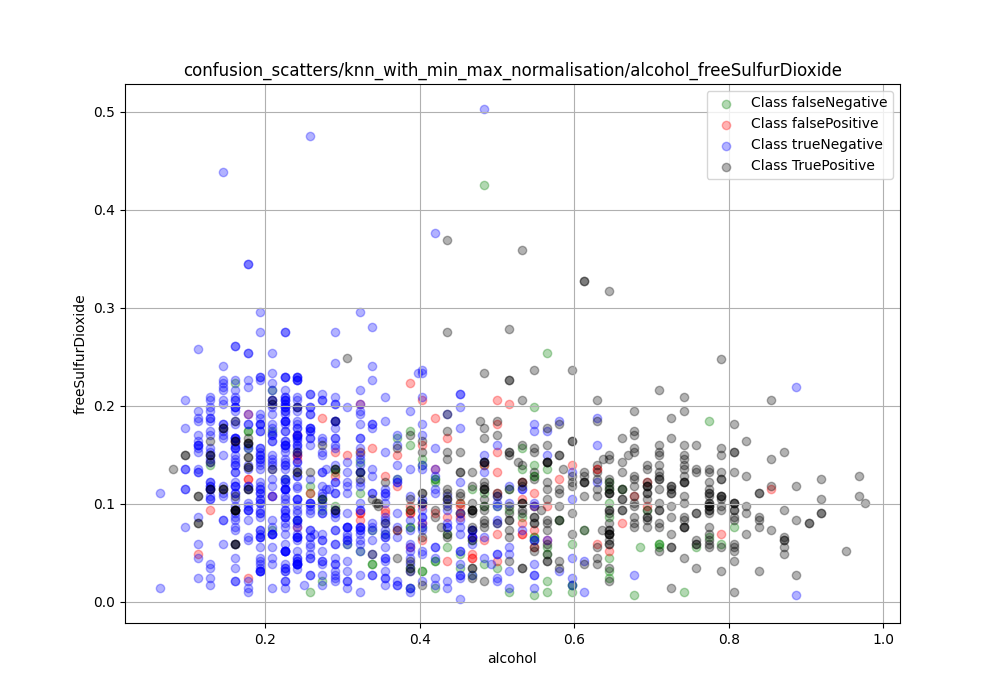 confusion_scatters/knn_with_min_max_normalisation/alcohol_freeSulfurDioxide
Class falseNegative
Class falsePositive
Class trueNegative
Class TruePositive
freeSulfurDioxide
0.5
0.4
0.3
0.2
0.1
0.0
0.2 0.4 0.6 0.8 1.0
alcohol